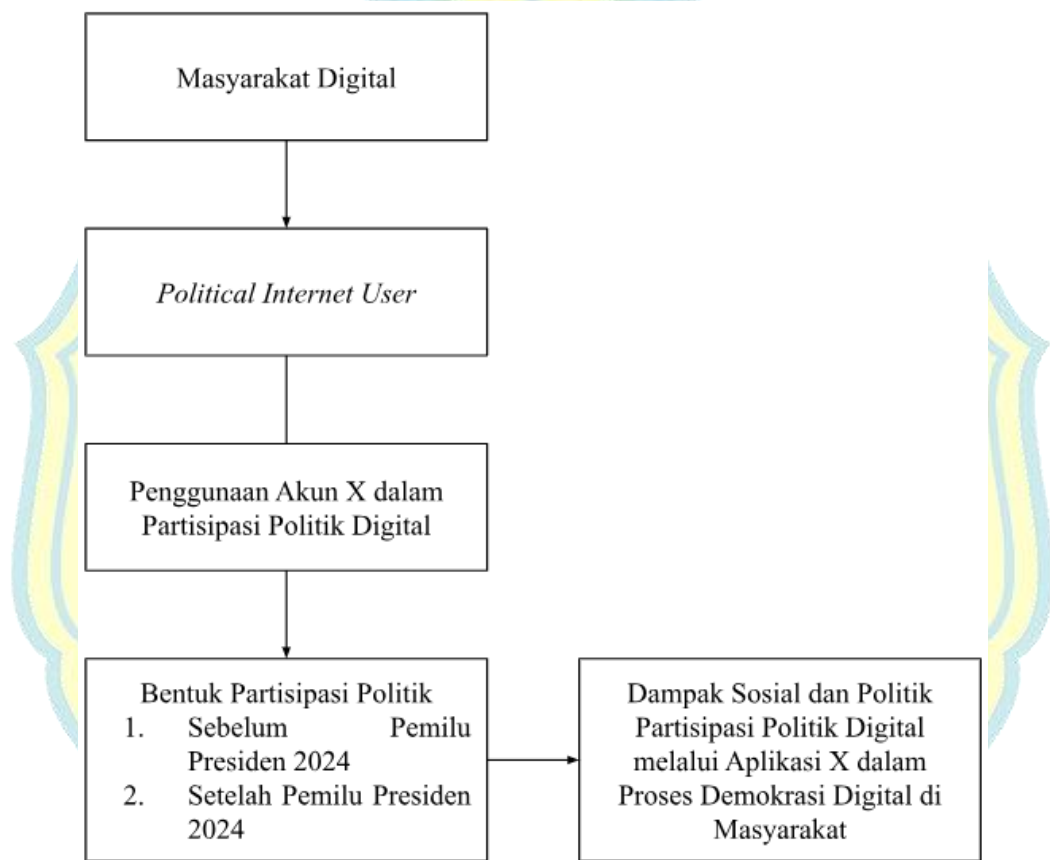 Masyarakat Digital
Political Internet User
Penggunaan Akun X dalam
Partisipasi Politik Digital
Bentuk Partisipasi Politik
1. Sebelum Pemilu
Presiden 2024
2. Setelah Pemilu Presiden
2024
Dampak Sosial dan Politik
Partisipasi Politik Digital
melalui Aplikasi X dalam
Proses Demokrasi Digital di
Masyarakat